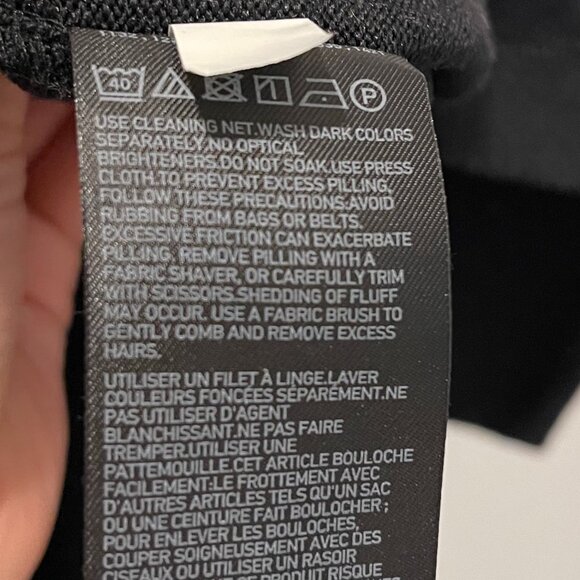 40 P
USE CLEANING NET.WASH DARK COLORS
SEPARATELY.NO OPTICAL
BRIGHTENERS.DO NOT SOAK.USE PRESS
CLOTH.TO PREVENT EXCESS PILLING,
FOLLOW THESE PRECAUTIONS.AVOID
RUBBING FROM BAGS OR BELTS.
EXCESSIVE FRICTION CAN EXACERBATE
PILLING. REMOVE PILLING WITH A
FABRIC SHAVER, OR CAREFULLY TRIM
WITH SCISSORS.SHEDDING OF FLUFF
MAY OCCUR. USE A FABRIC BRUSH TO
GENTLY COMB AND REMOVE EXCESS
HAIRS.
UTILISER UN FILET À LINGE.LAVER
COULEURS FONCÉES SÉPARÉMENT.NE
PAS UTILISER D'AGENT
BLANCHISSANT.NE PAS FAIRE
TREMPER.UTILISER UNE
PATTEMOUILLE.CET ARTICLE BOULOCHE
FACILEMENT:LE FROTTEMENT AVEC
D'AUTRES ARTICLES TELS QU'UN SAC
OU UNE CEINTURE FAIT BOULOCHER ;
POUR ENLEVER LES BOULOCHES,
COUPER SOIGNEUSEMENT AVEC DES
CISEAUX OU UTILISER UN RASOIR